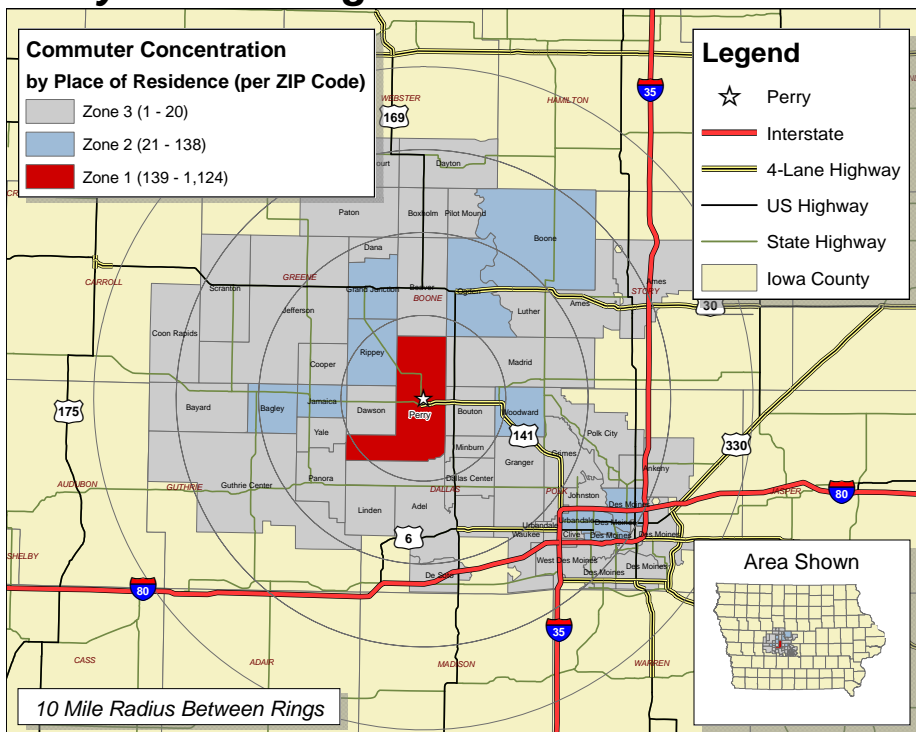 Commuter Concentration
by Place of Residence (per ZIP Code)
Zone 3 (1 - 20)
Zone 2 (21 - 138)
Zone 1 (139 - 1,124)
Legend
Perry
Interstate
4-Lane Highway
US Highway
State Highway
Iowa County
WEBSTER
HAMILTON
35
169
Dayton
Paton
Boxholm
Pilot Mound
Dana
Boone
CARROLL
GREENE
Scranton
Grand Junction
Beaver
BOONE
Ogden
STORY
Ames
Jefferson
Luther
Ames
30
Coon Rapids
Rippey
Cooper
Madrid
175
Bayard
Bagley
Jamaica
Dawson
Perry
Bouton
Woodward
141
Yale
Polk City
330
Minburn
Grimes
Granger
Ankeny
AUDUBON
GUTHRIE
Guthrie Center
Panora
Dallas Center
DALLAS
POLK
JASPER
80
Johnston
Linden
Adel
Des Moines
Urbandale
Urbandale
Des Moines
6
Waukee
Clive
Des Moines
SHELBY
West Des Moines
Des Moines
De Soto
Des Moines
80
35
CASS
ADAIR
MADISON
WARREN
Area Shown
10 Mile Radius Between Rings